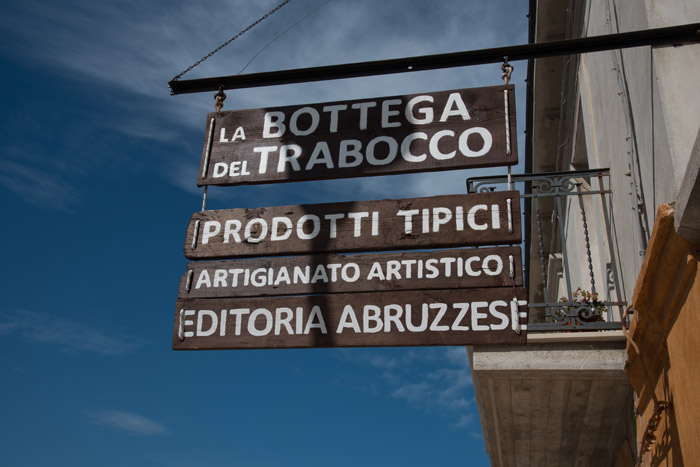 LA BOTTEGA
DEL TRABOCCO
PRODOTTI TIPICI
ARTIGIANATO ARTISTICO
EDITORIA ABRUZZESE